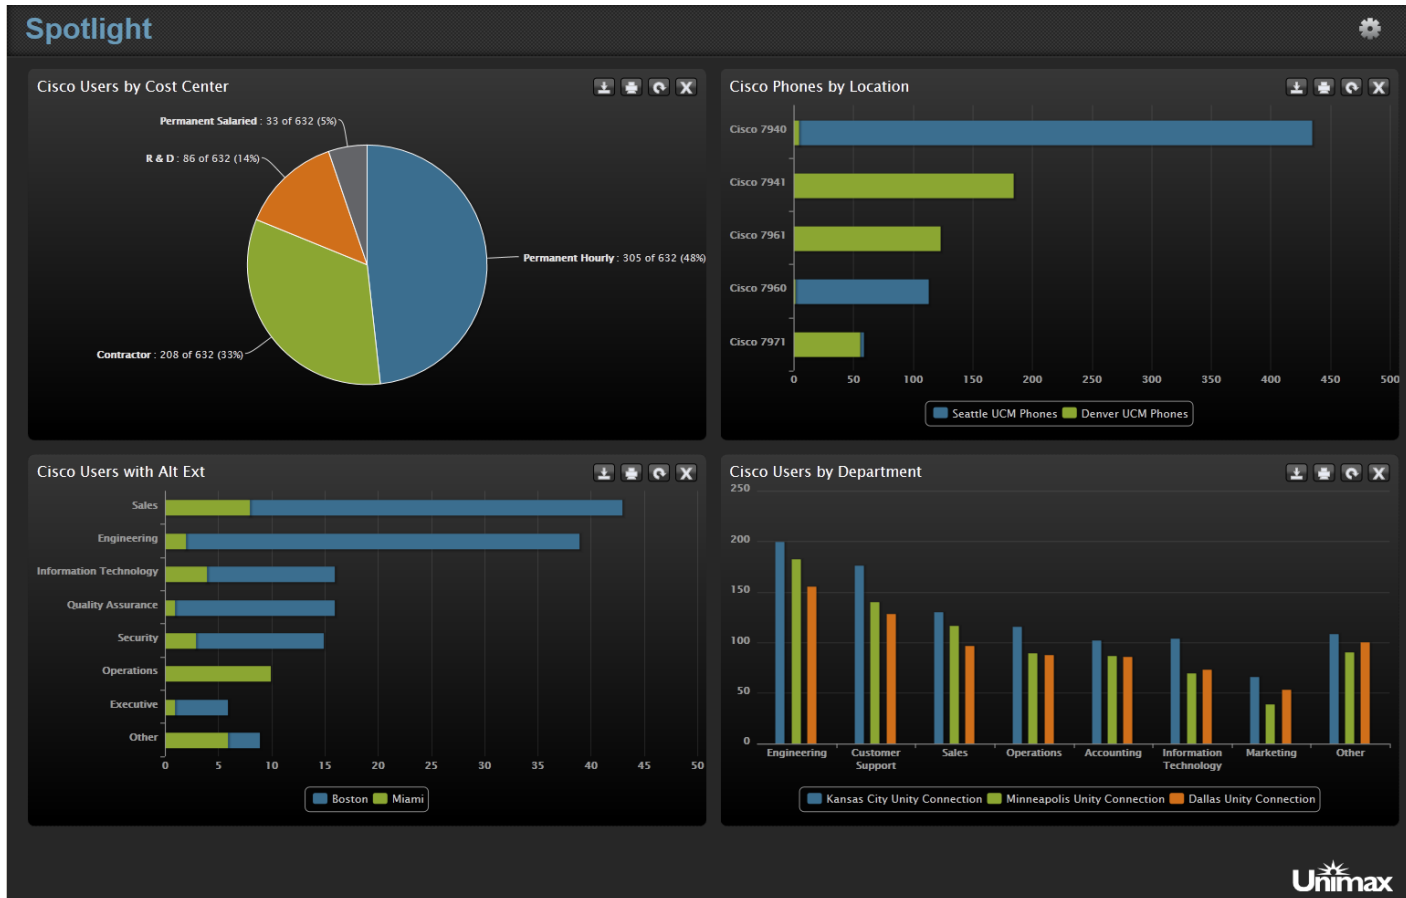 Spotlight
Cisco Users by Cost Center
Permanent Salaried : 33 of 632 (5%)
R & D : 86 of 632 (14%)
Permanent Hourly : 305 of 632 (48%)
Contractor : 208 of 632 (33%)
Cisco Phones by Location
Cisco 7940
Cisco 7941
Cisco 7961
Cisco 7960
Cisco 7971
0 50 100 150 200 250 300 350 400 450 500
Seattle UCM Phones Denver UCM Phones
Cisco Users with Alt Ext
Sales
Engineering
Information Technology
Quality Assurance
Security
Operations
Executive
Other
0 5 10 15 20 25 30 35 40 45 50
Boston Miami
Cisco Users by Department
250
200
150
100
50
0
Engineering Customer Sales Operations Accounting Information Marketing Other
Support Technology
Kansas City Unity Connection Minneapolis Unity Connection Dallas Unity Connection
Unimax